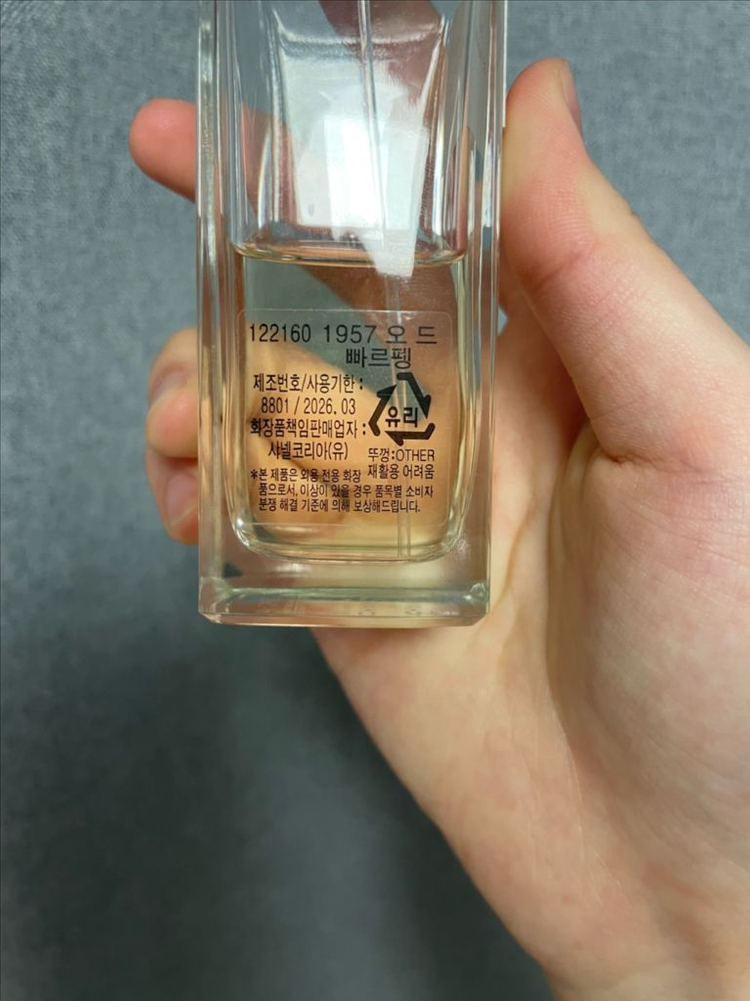 122160 1957 오 드
빠르펭
제조번호/사용기한 :
8801 / 2026. 03
화장품책임판매업자 :
샤넬코리아(유)
유리
뚜껑:OTHER
재활용 어려움
*본 제품은 외용 전용 화장
품으로서, 이상이 있을 경우 품목별 소비자
분쟁 해결 기준에 의해 보상해드립니다.